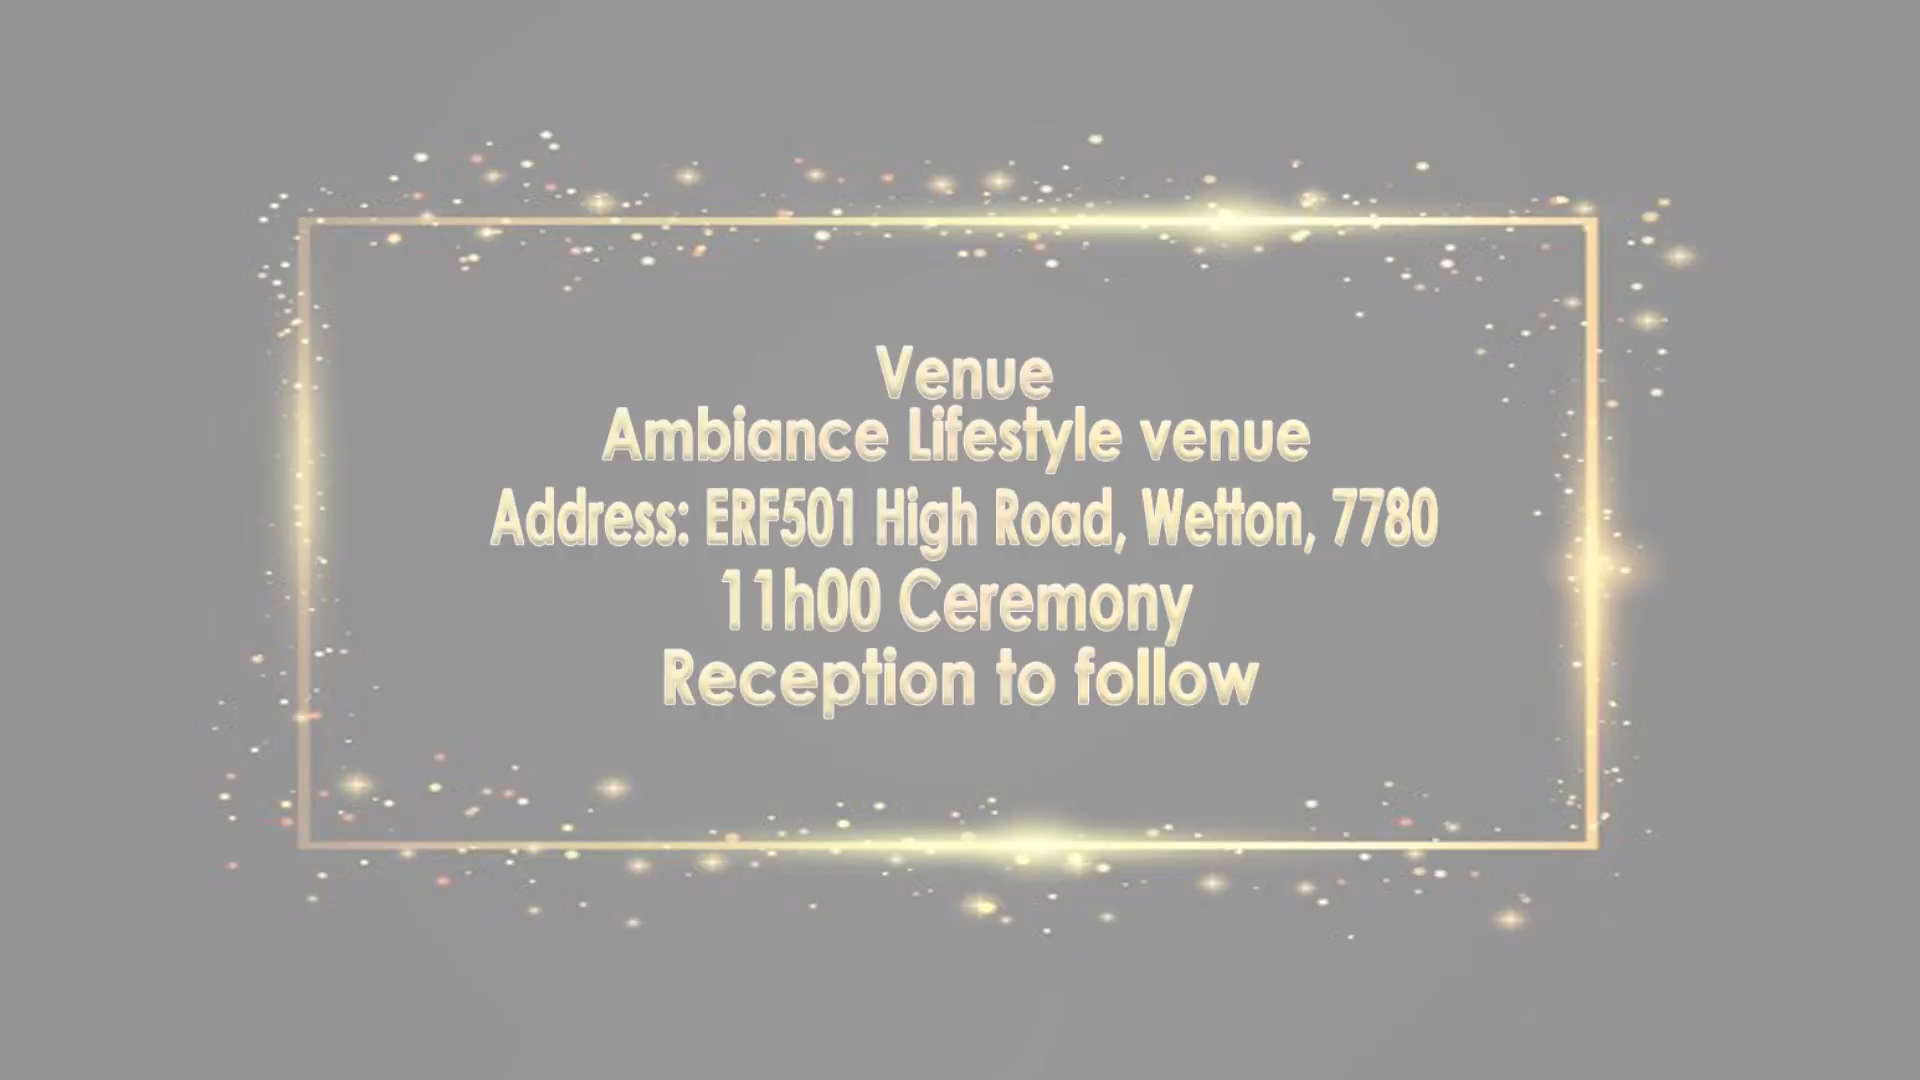 Venue
Ambiance Lifestyle venue
Address: ERF501 High Road, Wetton, 7780
11h00 Ceremony
Reception to follow